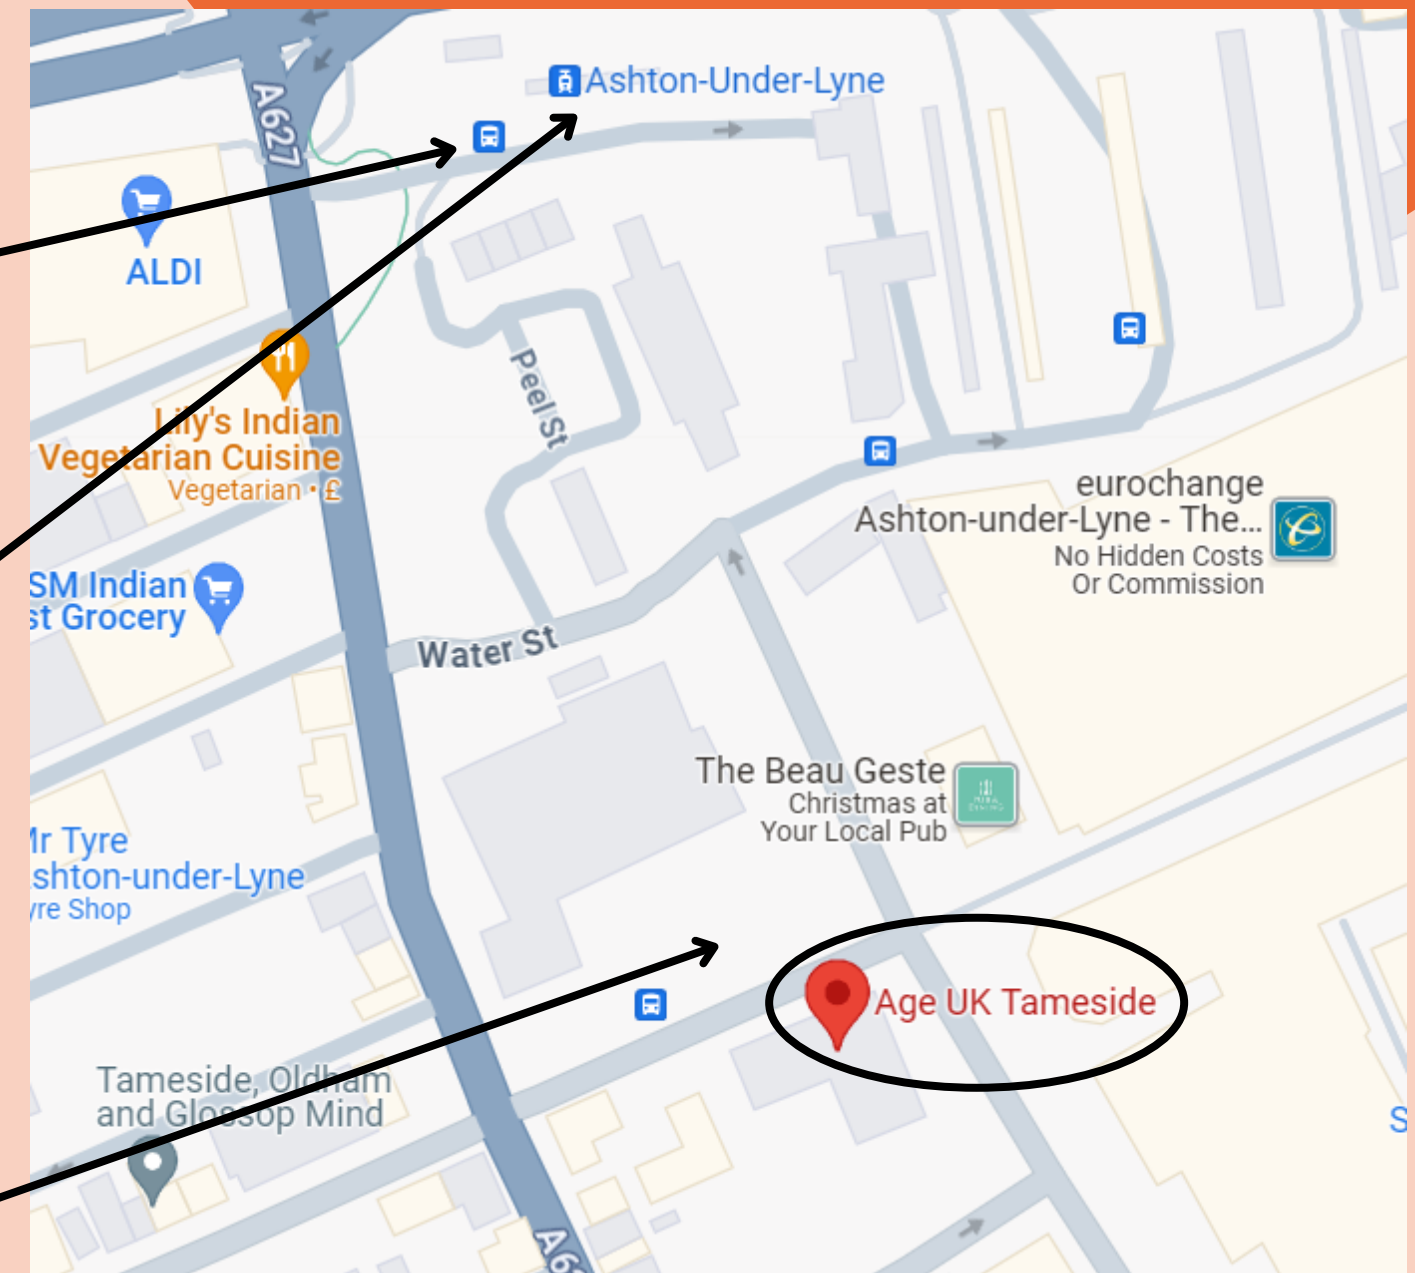 Ashton-Under-Lyne
A627
ALDI
Peel St
Lily's Indian
Vegetarian Cuisine
Vegetarian · £
eurochange
Ashton-under-Lyne - The...
No Hidden Costs
Or Commission
SM Indian
st Grocery
Water St
The Beau Geste
Christmas at
Your Local Pub
Mr Tyre
shton-under-Lyne
yre Shop
Age UK Tameside
Tameside, Oldham
and Glossop Mind
S
A6